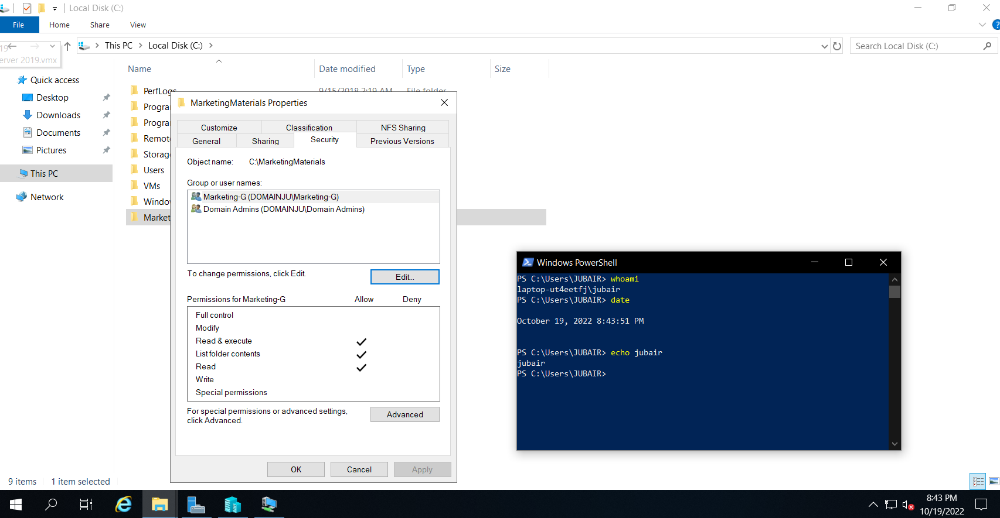 Local Disk (C:)
File Home Share View
19
erver 2019.vmx
This PC Local Disk (C:)
Search Local Disk (C:)
Name Date modified Type Size
Quick access
Desktop
Downloads
Documents
Pictures
This PC
Network
PerfLogs 9/15/2018 2:19 AM File folder
Progra
Progra
Remot
Storag
Users
VMs
Windo
Market
MarketingMaterials Properties
Customize Classification NFS Sharing
General Sharing Security Previous Versions
Object name: C:\MarketingMaterials
Group or user names:
Marketing-G (DOMAINJU\Marketing-G)
Domain Admins (DOMAINJU\Domain Admins)
To change permissions, click Edit.
Edit...
Permissions for Marketing-G Allow Deny
Full control
Modify
Read & execute
List folder contents
Read
Write
Special permissions
For special permissions or advanced settings,
click Advanced.
Advanced
OK Cancel Apply
Windows PowerShell
PS C:\Users\JUBAIR> whoami
laptop-ut4eetfj\jubair
PS C:\Users\JUBAIR> date
October 19, 2022 8:43:51 PM
PS C:\Users\JUBAIR> echo jubair
jubair
PS C:\Users\JUBAIR>
9 items 1 item selected
8:43 PM
10/19/2022